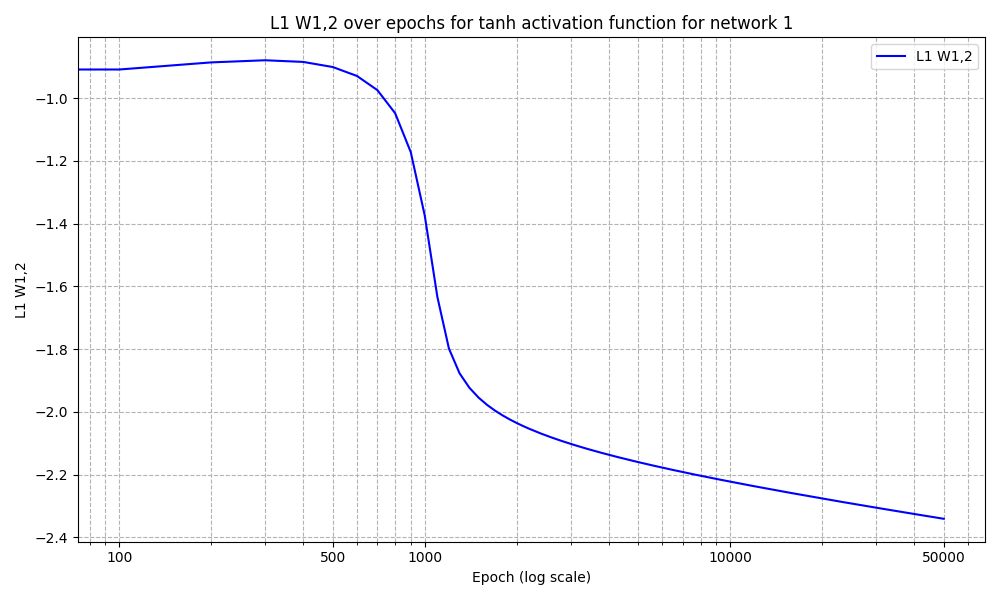 L1 W1,2 over epochs for tanh activation function for network 1
L1 W1,2
−1.0
−1.2
−1.4
−1.6
−1.8
−2.0
−2.2
−2.4
L1 W1,2
100 500 1000 10000 50000
Epoch (log scale)